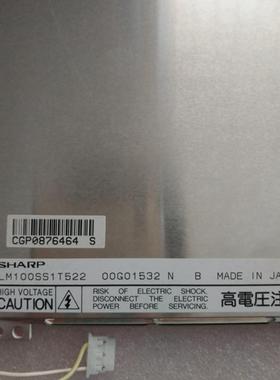 CGP0876464 S
SHARP
LM100SS1T522 00G01532 N B MADE IN JA
HIGH VOLTAGE
CAUTION
RISK OF ELECTRIC SHOCK.
DISCONNECT THE ELECTRIC
POWER BEFORE SERVICING.
高電圧注